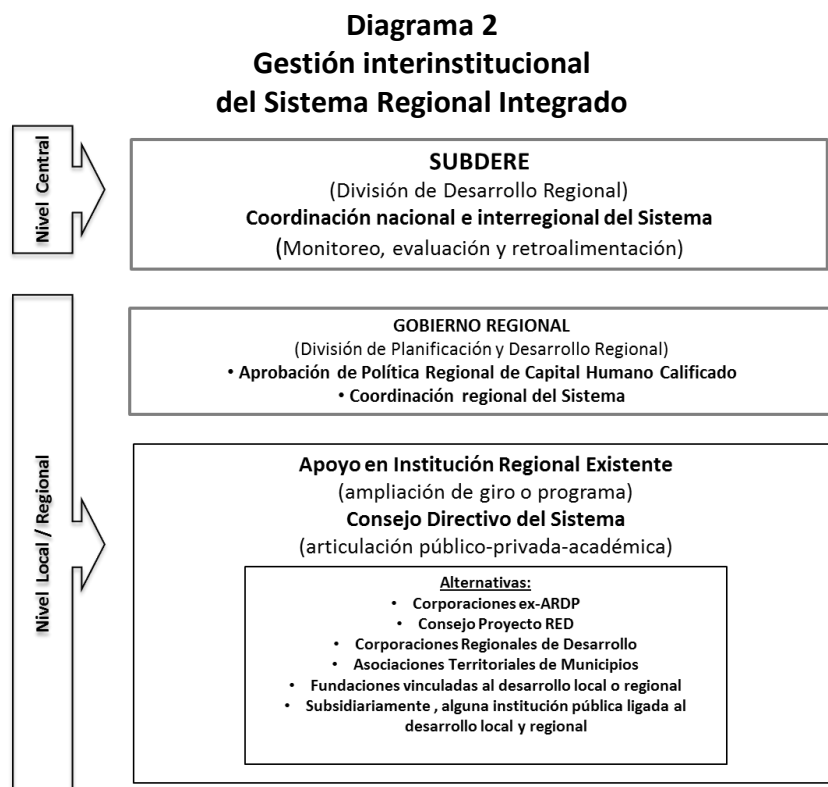 Diagrama 2
Gestión interinstitucional
del Sistema Regional Integrado
Nivel Central
SUBDERE
(División de Desarrollo Regional)
Coordinación nacional e interregional del Sistema
(Monitoreo, evaluación y retroalimentación)
Nivel Local / Regional
GOBIERNO REGIONAL
(División de Planificación y Desarrollo Regional)
• Aprobación de Política Regional de Capital Humano Calificado
• Coordinación regional del Sistema
Apoyo en Institución Regional Existente
(ampliación de giro o programa)
Consejo Directivo del Sistema
(articulación público-privada-académica)
Alternativas:
• Corporaciones ex-ARDP
• Consejo Proyecto RED
• Corporaciones Regionales de Desarrollo
• Asociaciones Territoriales de Municipios
• Fundaciones vinculadas al desarrollo local o regional
• Subsidiariamente , alguna institución pública ligada al
desarrollo local y regional